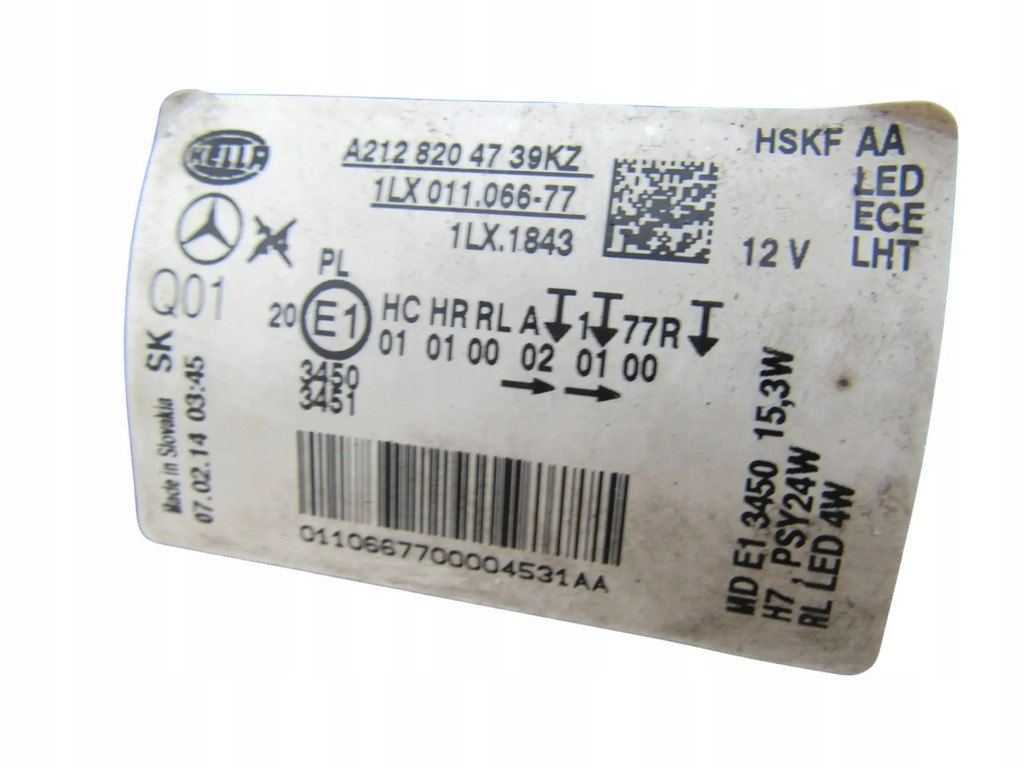 HELLA
A212 820 47 39KZ
1LX 011.066-77
1LX.1843
HSKF AA
LED
ECE
12 V LHT
Q01
PL
20 E1 HC HR RL A 1 77R
01 01 00 02 01 00
3450
3451
SK
Made in Slovakia
07.02.14 03:45
0110667700004531AA
MD E1 3450 15,3W
H7 , PSY24W
RL LED 4W